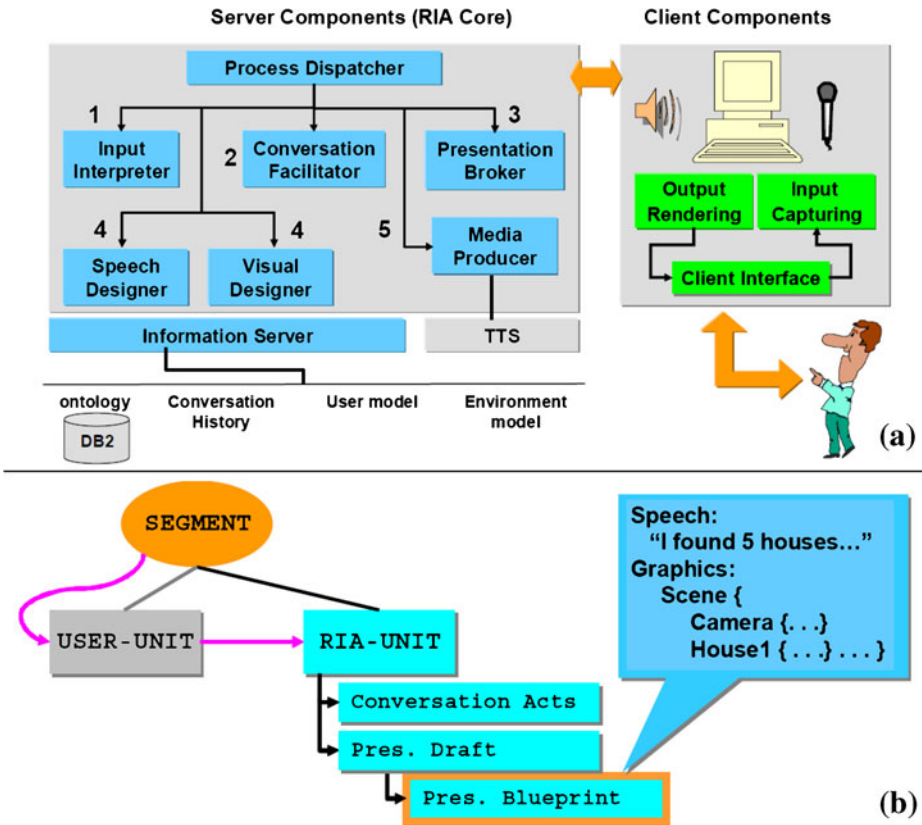 Server Components (RIA Core)
Client Components
Process Dispatcher
1
Input
Interpreter
2
Conversation
Facilitator
3
Presentation
Broker
4
Speech
Designer
4
Visual
Designer
5
Media
Producer
Output
Rendering
Input
Capturing
Client Interface
Information Server
TTS
ontology
DB2
Conversation
History
User model
Environment
model
(a)
SEGMENT
USER-UNIT
RIA-UNIT
Conversation Acts
Pres. Draft
Pres. Blueprint
Speech:
“I found 5 houses…”
Graphics:
Scene {
Camera {. . .}
House1 { . . .} . . . }
(b)